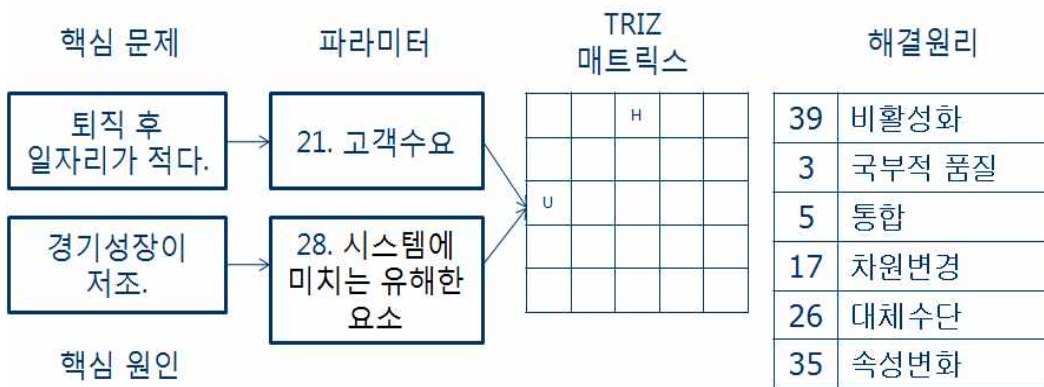 핵심 문제
파라미터
TRIZ
매트릭스
해결원리
퇴직 후
일자리가 적다.
21. 고객수요
경기성장이
저조.
28. 시스템에
미치는 유해한
요소
핵심 원인
H
U
39 비활성화
3 국부적 품질
5 통합
17 차원변경
26 대체수단
35 속성변화